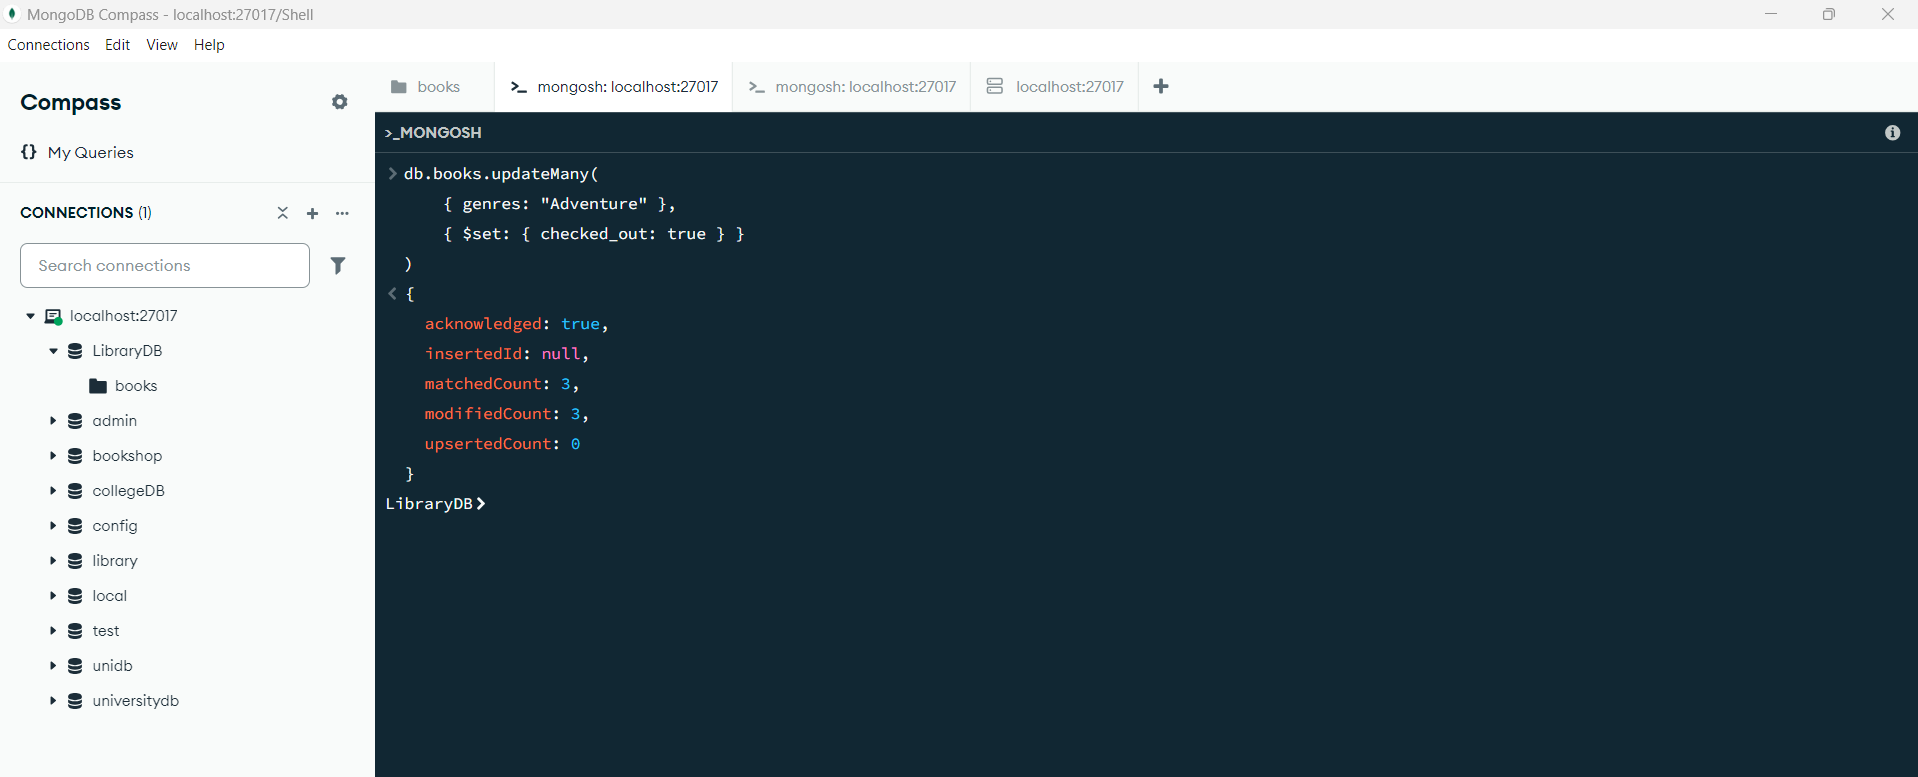 MongoDB Compass - localhost:27017/Shell
Connections Edit View Help
Compass
{} My Queries
CONNECTIONS (1)
Search connections
localhost:27017
LibraryDB
books
admin
bookshop
collegeDB
config
library
local
test
unidb
universitydb
books
>_ mongosh: localhost:27017
>_ mongosh: localhost:27017
localhost:27017
>_MONGOSH
> db.books.updateMany(
{ genres: "Adventure" },
{ $set: { checked_out: true } }
)
< {
acknowledged: true,
insertedId: null,
matchedCount: 3,
modifiedCount: 3,
upsertedCount: 0
}
LibraryDB>